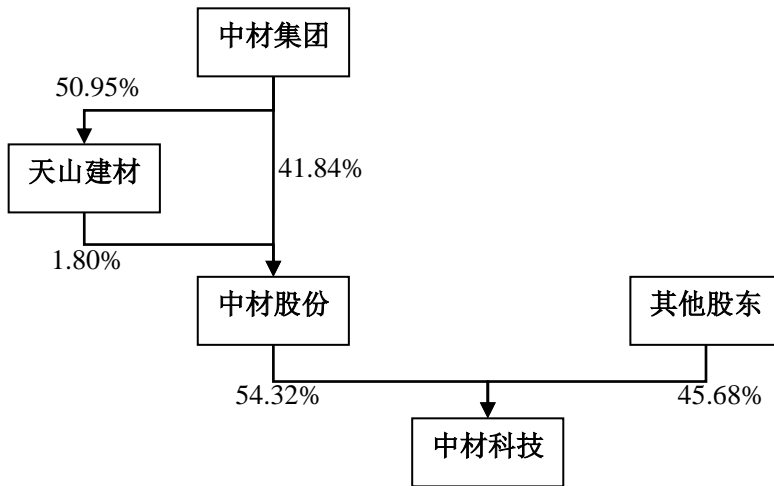 中材集团
50.95%
天山建材
41.84%
1.80%
中材股份
其他股东
54.32%
45.68%
中材科技